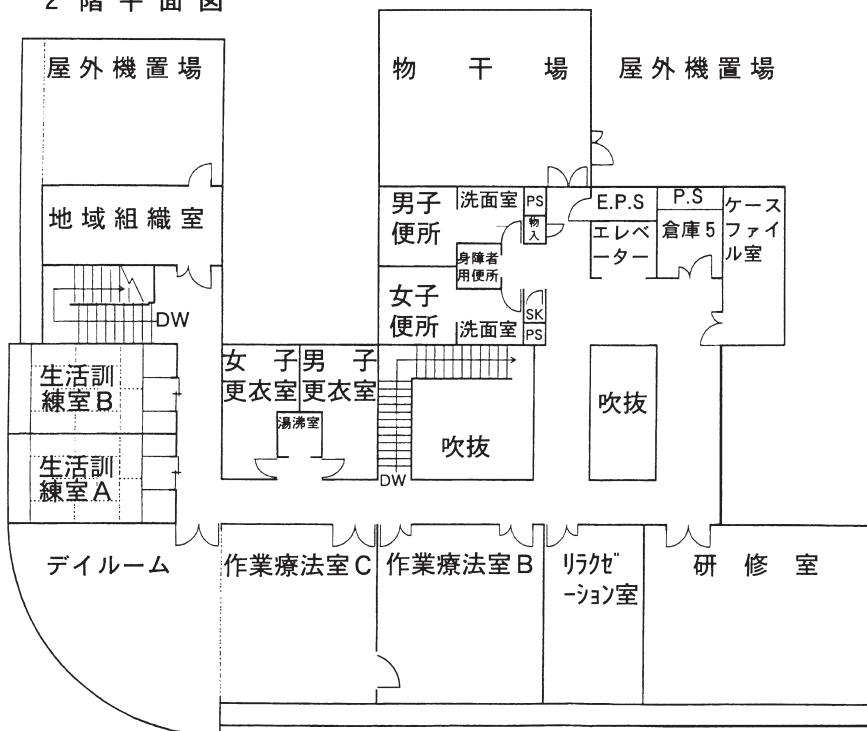 2階平面図
屋外機置場
物干場
屋外機置場
地域組織室
男子
便所
洗面室
PS
物
入
E.P.S
P.S
ケース
ファイ
ル室
エレベ
ーター
倉庫5
身障者
用便所
女子
便所
洗面室
SK
PS
DW
生活訓
練室B
女子
更衣室
男子
更衣室
湯沸室
吹抜
吹抜
DW
生活訓
練室A
デイルーム
作業療法室C
作業療法室B
リラクゼ
ーション室
研修室